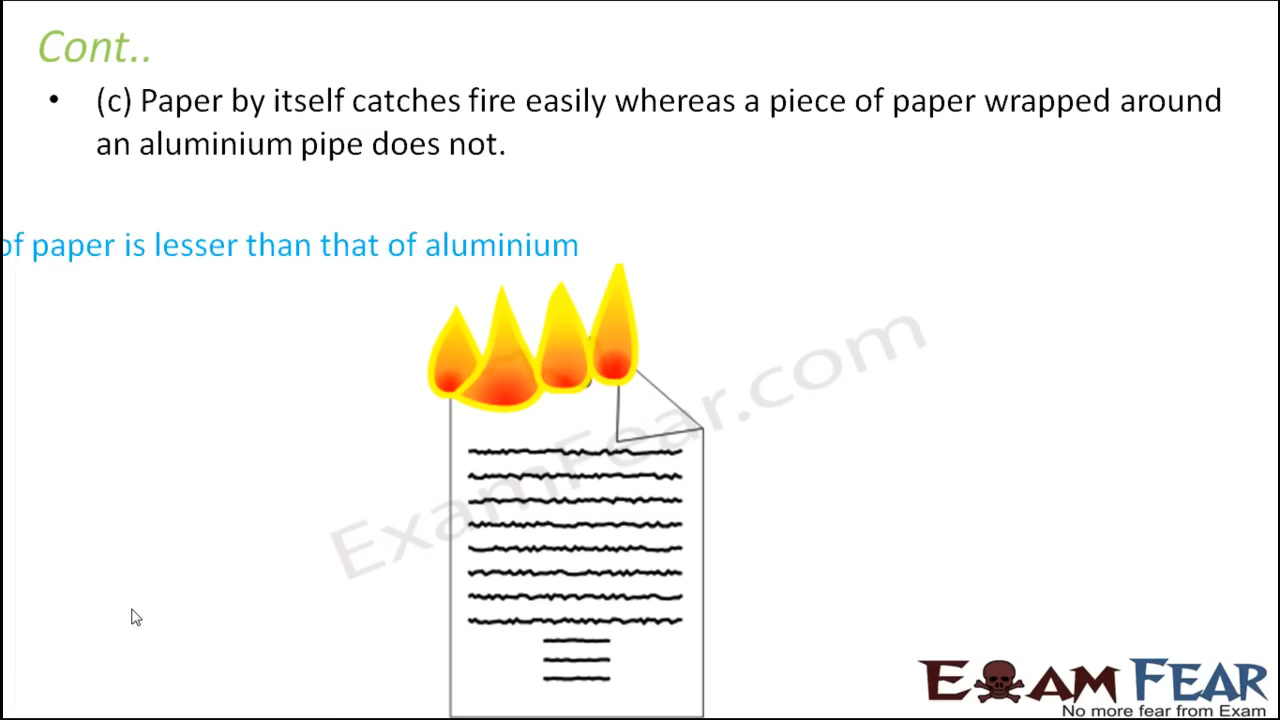 Cont..
• (c) Paper by itself catches fire easily whereas a piece of paper wrapped around
an aluminium pipe does not.
of paper is lesser than that of aluminium
ExamFear.com
EXAM FEAR
No more fear from Exam